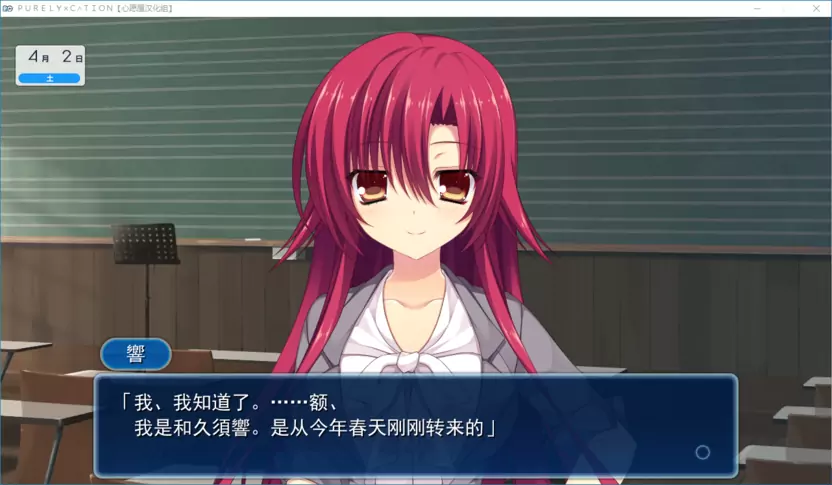 PURELY×CATION【心愿屋汉化组】
4月 2日
土
響
「我、我知道了。……额、
我是和久須響。是从今年春天刚刚转来的」